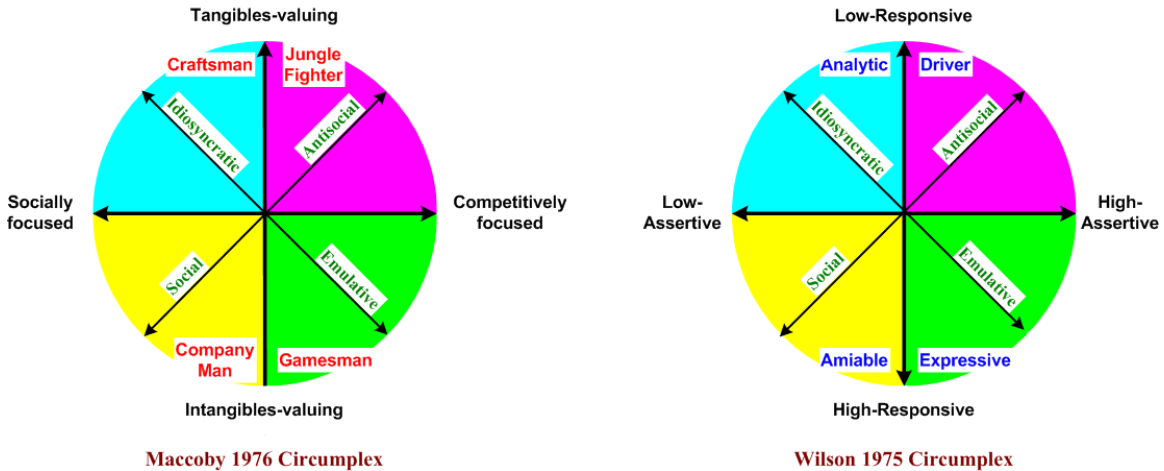 Tangibles-valuing
Craftsman
Jungle
Fighter
Idiosyncratic
Antisocial
Socially
focused
Competitively
focused
Social
Emulative
Company
Man
Gamesman
Intangibles-valuing
Maccoby 1976 Circumplex
Low-Responsive
Analytic
Driver
Idiosyncratic
Antisocial
Low-
Assertive
High-
Assertive
Social
Emulative
Amiable
Expressive
High-Responsive
Wilson 1975 Circumplex